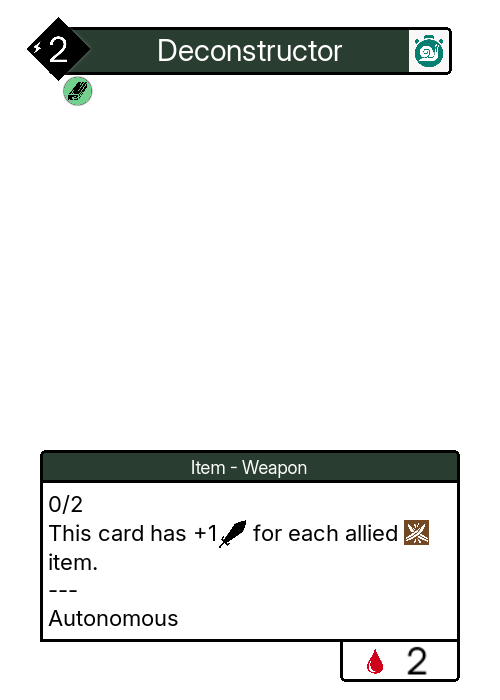 2
Deconstructor
Item - Weapon
0/2
This card has +1 for each allied
item.
---
Autonomous
2